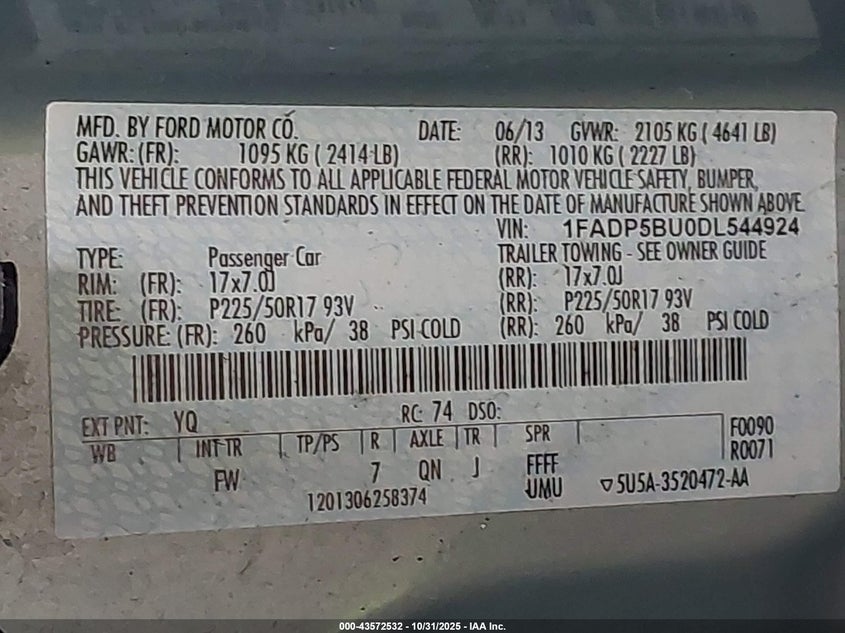 MFD. BY FORD MOTOR CO. DATE: 06/13 GVWR: 2105 KG ( 4641 LB)
GAWR: (FR): 1095 KG ( 2414 LB) (RR): 1010 KG ( 2227 LB)
THIS VEHICLE CONFORMS TO ALL APPLICABLE FEDERAL MOTOR VEHICLE SAFETY, BUMPER,
AND THEFT PREVENTION STANDARDS IN EFFECT ON THE DATE OF MANUFACTURE SHOWN ABOVE.
VIN: 1FADP5BU0DL544924
TYPE: Passenger Car TRAILER TOWING - SEE OWNER GUIDE
RIM: (FR): 17x7.0J (RR): 17x7.0J
TIRE: (FR): P225/50R17 93V (RR): P225/50R17 93V
PRESSURE: (FR): 260 kPa/ 38 PSI COLD (RR): 260 kPa/ 38 PSI COLD
EXT PNT: YQ RC: 74 DSO:
WB INT TR TP/PS R AXLE TR SPR F0090
R0071
FW 7 QN J FFFF
UMU
1201306258374 ▽5U5A-3520472-AA
000-43572532 - 10/31/2025 - IAA Inc.